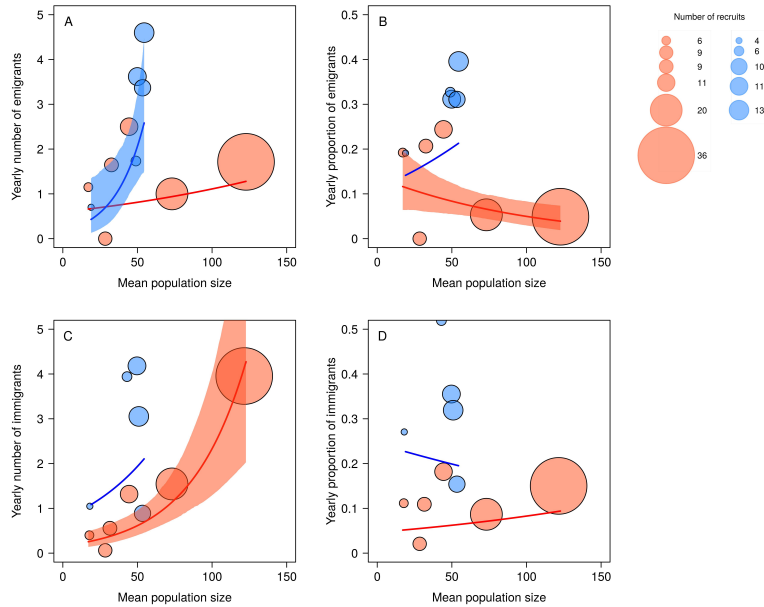 A
5
4
3
2
1
0
Yearly number of emigrants
0 50 100 150
Mean population size
B
0.5
0.4
0.3
0.2
0.1
0
Yearly proportion of emigrants
0 50 100 150
Mean population size
Number of recruits
6 4
9 6
9 10
11 11
20 13
36
C
5
4
3
2
1
0
Yearly number of immigrants
0 50 100 150
Mean population size
D
0.5
0.4
0.3
0.2
0.1
0
Yearly proportion of immigrants
0 50 100 150
Mean population size